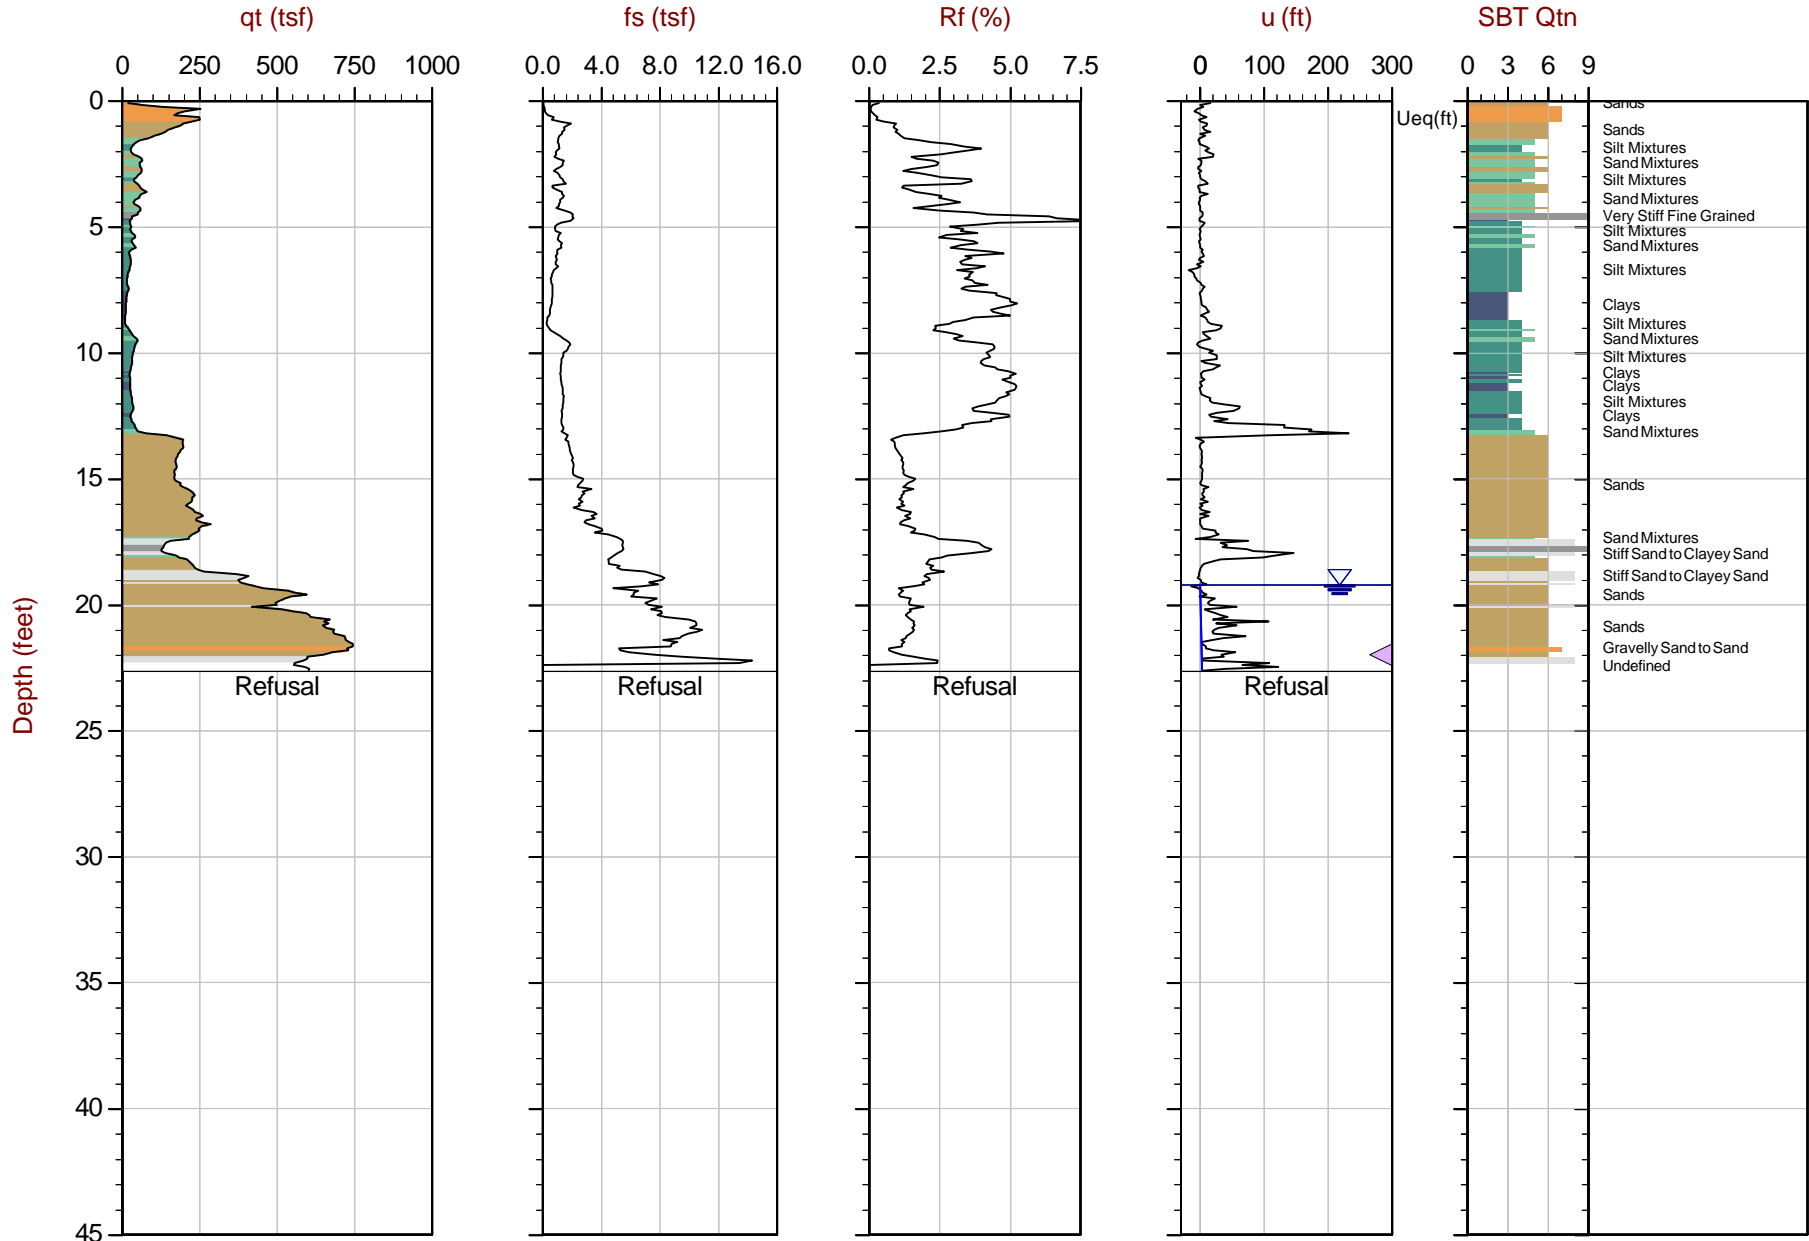 qt (tsf) fs (tsf) Rf (%) u (ft) SBT Qtn
0 250 500 750 1000 0.0 4.0 8.0 12.0 16.0 0.0 2.5 5.0 7.5 0 100 200 300 0 3 6 9
0
Sands
Ueq(ft)
Sands
Silt Mixtures
Sand Mixtures
Silt Mixtures
Sand Mixtures
Very Stiff Fine Grained
5
Silt Mixtures
Sand Mixtures
Silt Mixtures
Clays
Silt Mixtures
Sand Mixtures
10
Silt Mixtures
Clays
Clays
Silt Mixtures
Clays
Sand Mixtures
15
Sands
Sand Mixtures
Stiff Sand to Clayey Sand
Stiff Sand to Clayey Sand
Sands
20
Sands
Gravelly Sand to Sand
Undefined
Refusal Refusal Refusal Refusal
Depth (feet)
25
30
35
40
45